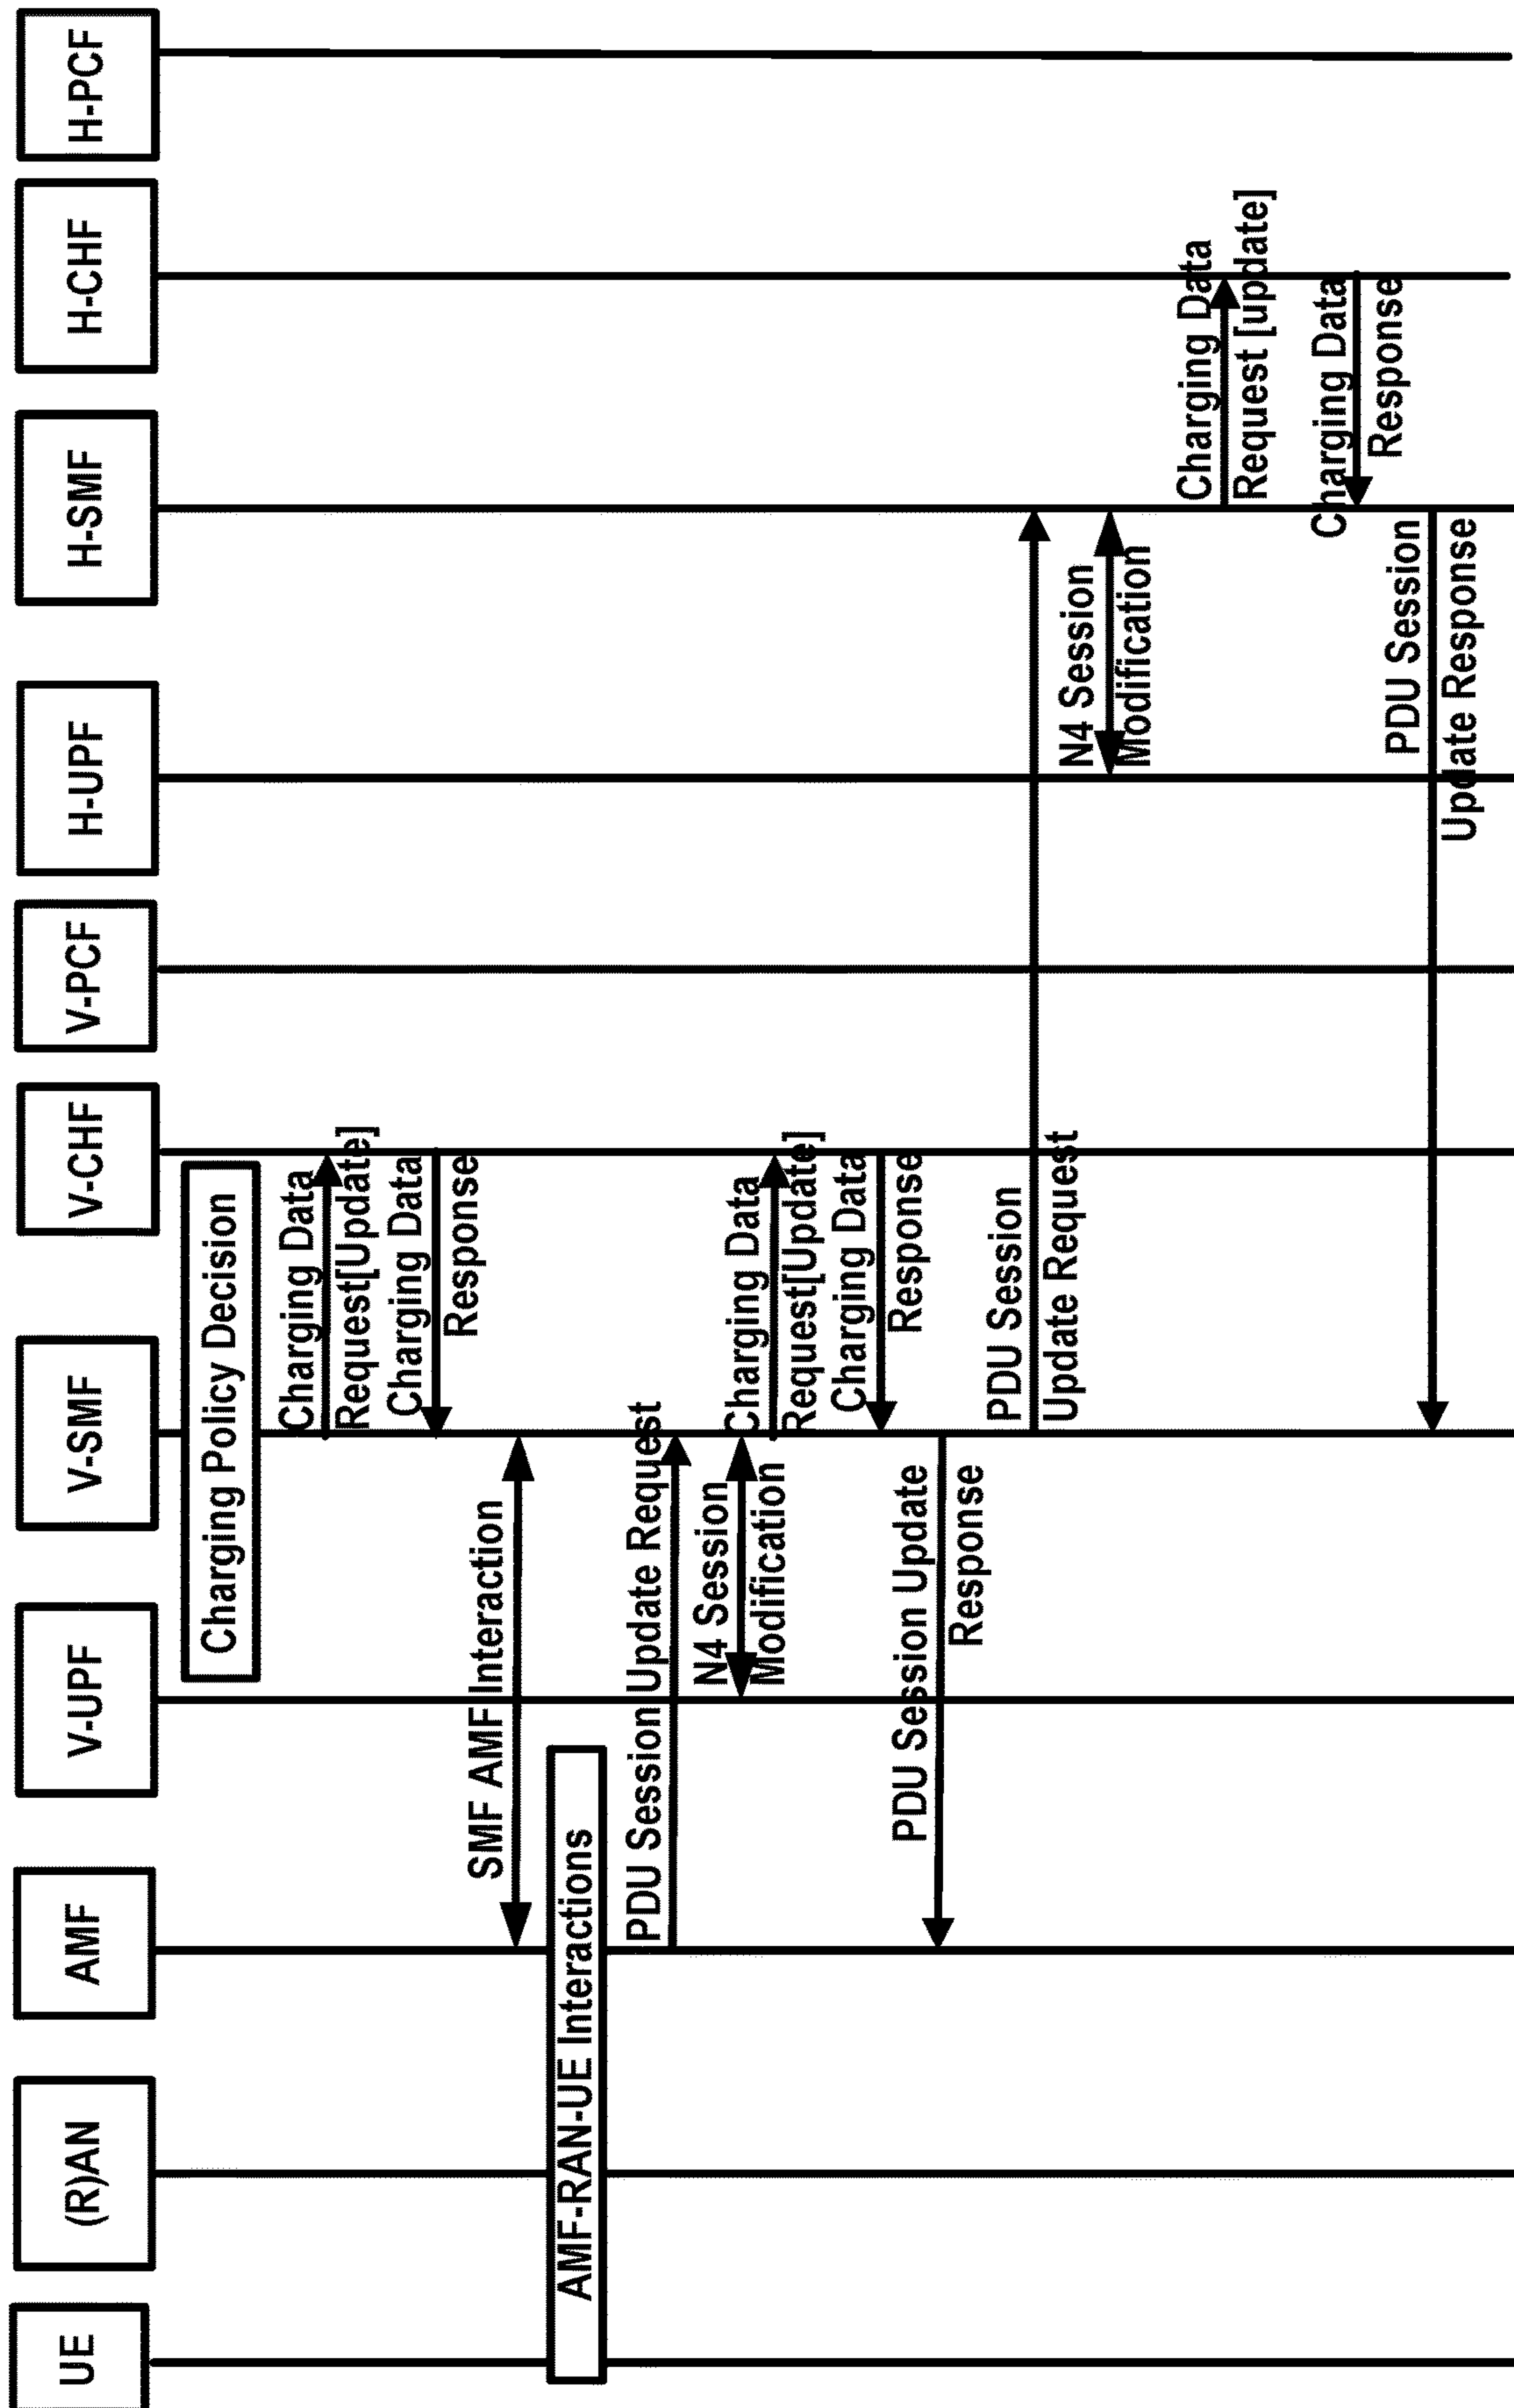 UE
(R)AN
AMF
V-UPF
V-SMF
V-CHF
V-PCF
H-UPF
H-SMF
H-CHF
H-PCF
Charging Policy Decision
Charging Data
Request[Update]
Charging Data
Response
SMF AMF Interaction
AMF-RAN-UE Interactions
PDU Session Update Request
N4 Session
Modification
Charging Data
Request[Update]
Charging Data
Response
PDU Session Update
Response
PDU Session
Update Request
N4 Session
Modification
Charging Data
Request [update]
Charging Data
Response
PDU Session
Update Response